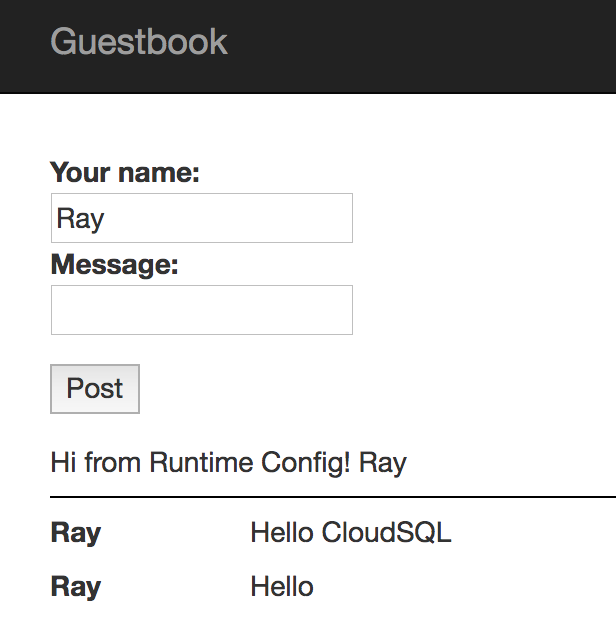 Guestbook
Your name:
Ray
Message:
Post
Hi from Runtime Config! Ray
Ray Hello CloudSQL
Ray Hello